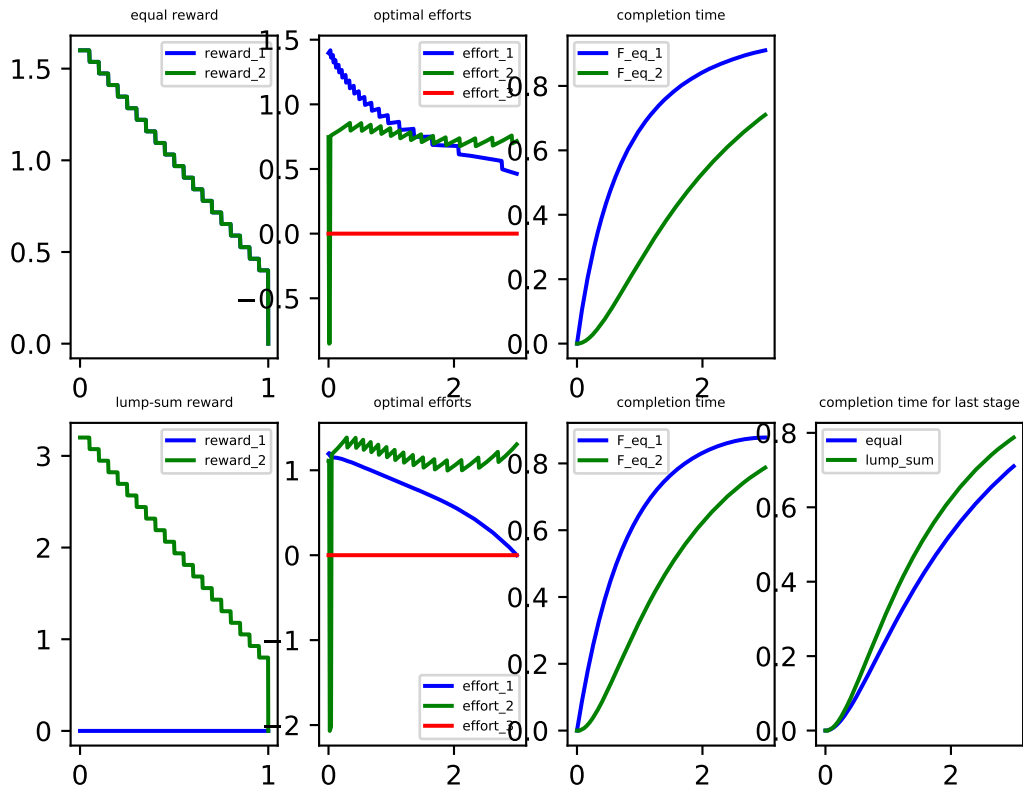 equal reward
reward_1
reward_2
1.5
1.0
0.5
0.0
0
1
optimal efforts
effort_1
effort_2
effort_3
1.5
1.0
0.5
0.0
−0.5
0
2
completion time
F_eq_1
F_eq_2
0.8
0.6
0.4
0.2
0.0
0
2
lump-sum reward
reward_1
reward_2
3
2
1
0
0
1
optimal efforts
1
0
−1
−2
effort_1
effort_2
effort_3
0
2
completion time
F_eq_1
F_eq_2
0.8
0.6
0.4
0.2
0.0
0
2
completion time for last stage
equal
lump_sum
0.8
0.6
0.4
0.2
0.0
0
2